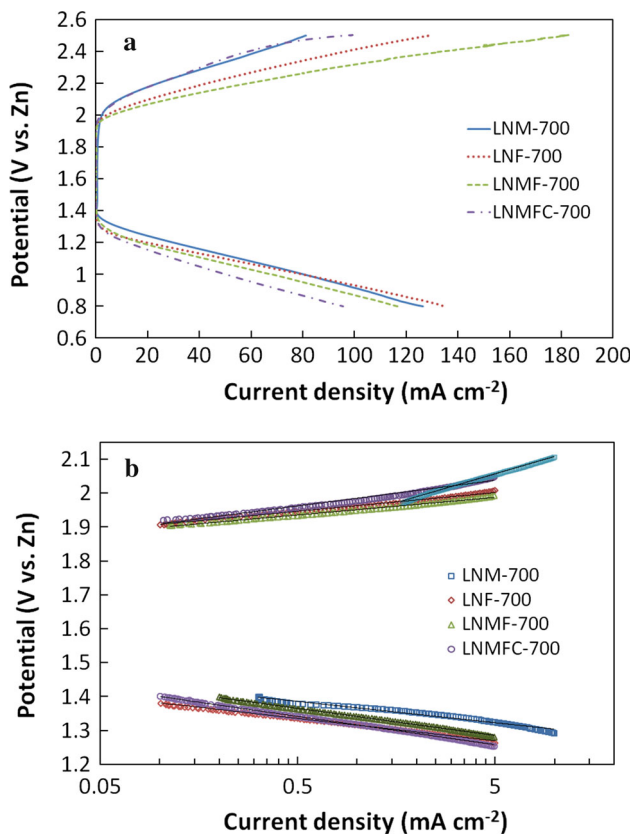 a
2.6
2.4
2.2
2
1.8
1.6
1.4
1.2
1
0.8
0.6
Potential (V vs. Zn)
LNM-700
LNF-700
LNMF-700
LNMFC-700
0 20 40 60 80 100 120 140 160 180 200
Current density (mA cm-2)
b
2.1
2
1.9
1.8
1.7
1.6
1.5
1.4
1.3
1.2
Potential (V vs. Zn)
LNM-700
LNF-700
LNMF-700
LNMFC-700
0.05 0.5 5
Current density (mA cm-2)